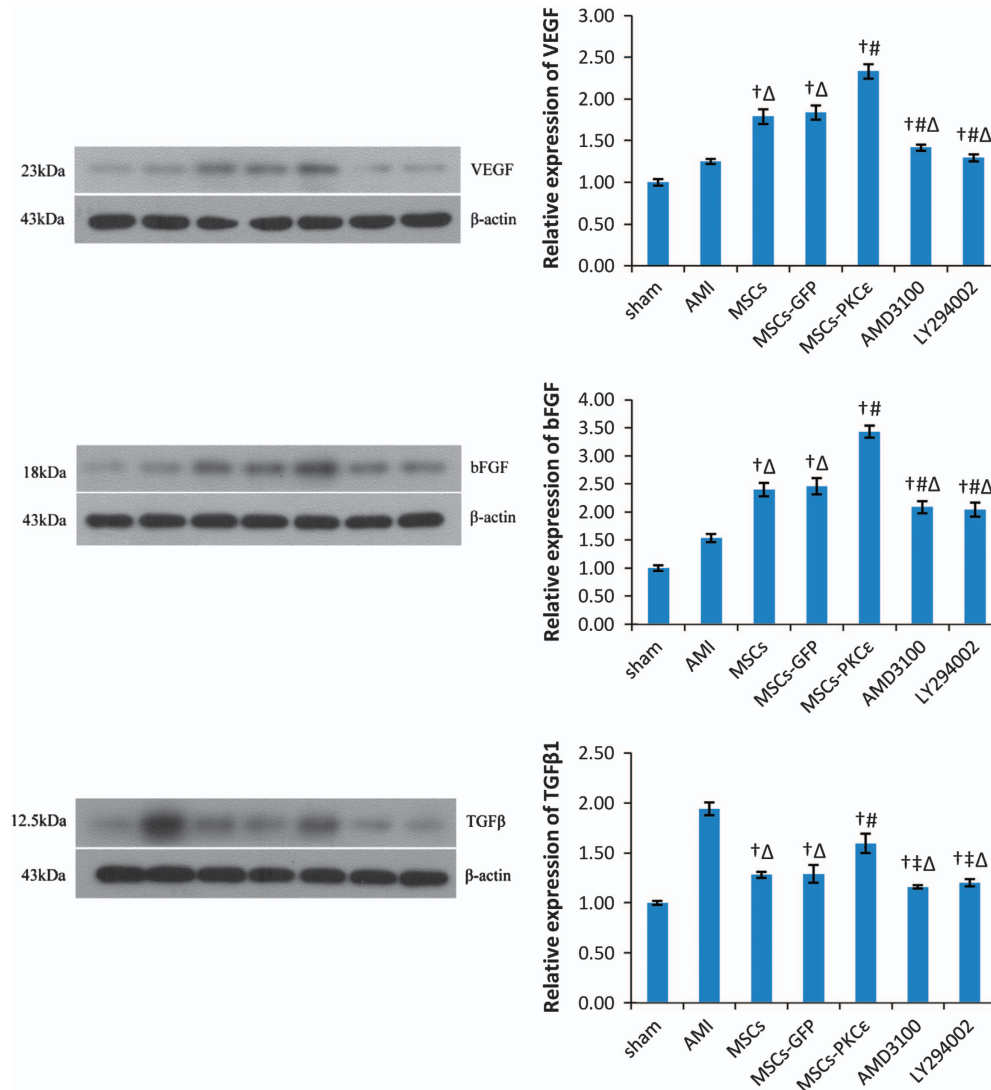 23kDa
VEGF
43kDa
β-actin
Relative expression of VEGF
3.00
2.50
2.00
1.50
1.00
0.50
0.00
†Δ
†Δ
†#
†#Δ
†#Δ
sham
AMI
MSCs
MSCs-GFP
MSCs-PKCε
AMD3100
LY294002
18kDa
bFGF
43kDa
β-actin
Relative expression of bFGF
4.00
3.50
3.00
2.50
2.00
1.50
1.00
0.50
0.00
†Δ
†Δ
†#
†#Δ
†#Δ
sham
AMI
MSCs
MSCs-GFP
MSCs-PKCε
AMD3100
LY294002
12.5kDa
TGFβ
43kDa
β-actin
Relative expression of TGFβ1
2.50
2.00
1.50
1.00
0.50
0.00
†Δ
†Δ
†#
†‡Δ
†‡Δ
sham
AMI
MSCs
MSCs-GFP
MSCs-PKCε
AMD3100
LY294002